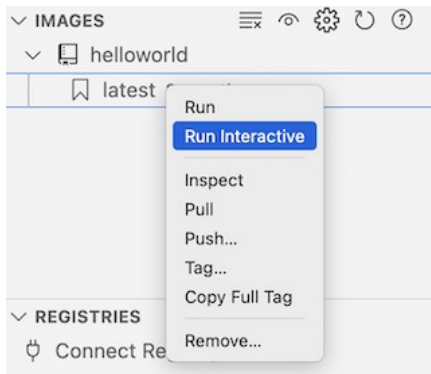 IMAGES
helloworld
latest
Run
Run Interactive
Inspect
Pull
Push...
Tag...
Copy Full Tag
Remove...
REGISTRIES
Connect Re